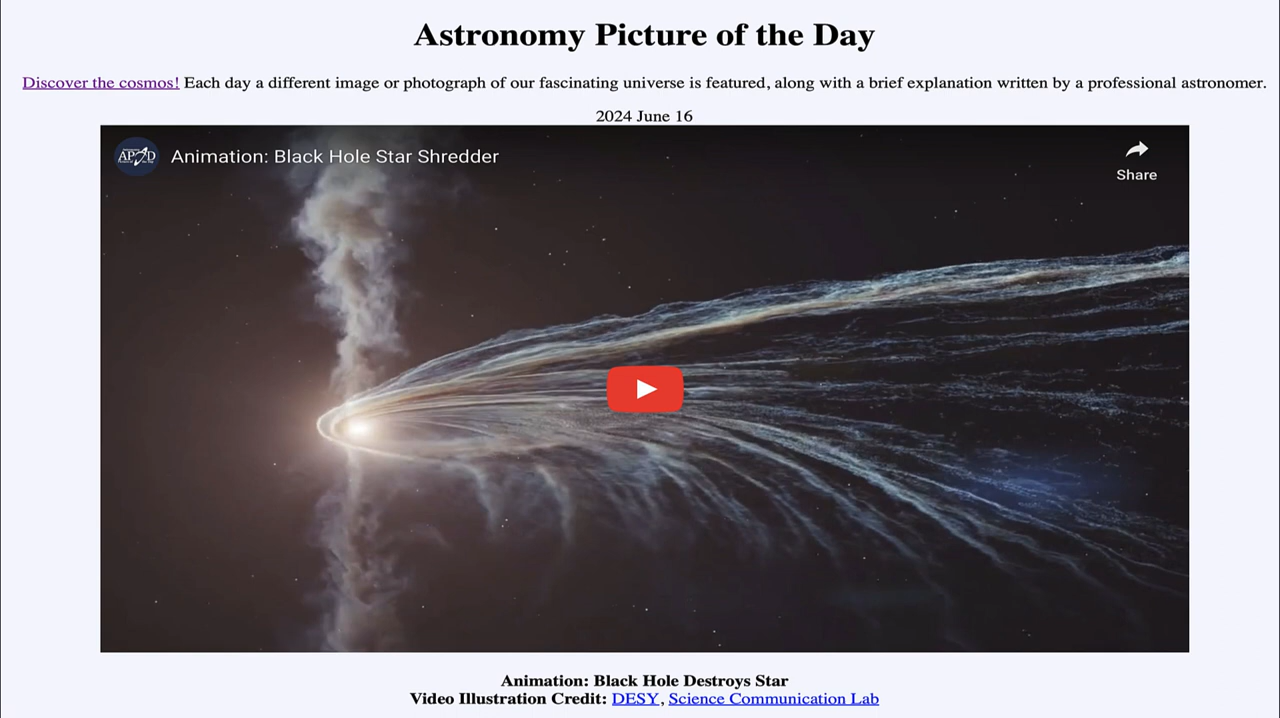 Astronomy Picture of the Day
Discover the cosmos! Each day a different image or photograph of our fascinating universe is featured, along with a brief explanation written by a professional astronomer.
2024 June 16
APOD Animation: Black Hole Star Shredder
Share
Animation: Black Hole Destroys Star
Video Illustration Credit: DESY, Science Communication Lab